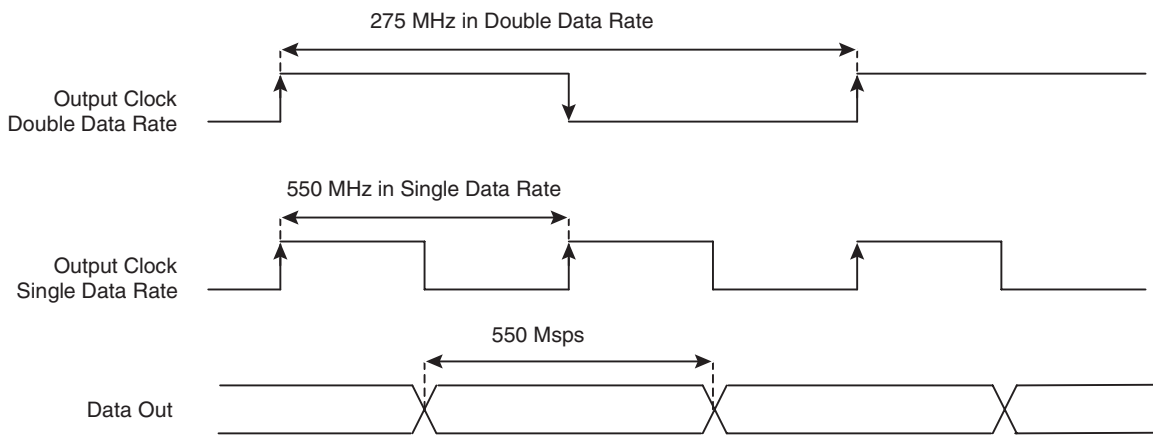 275 MHz in Double Data Rate
Output Clock
Double Data Rate
550 MHz in Single Data Rate
Output Clock
Single Data Rate
550 Msps
Data Out